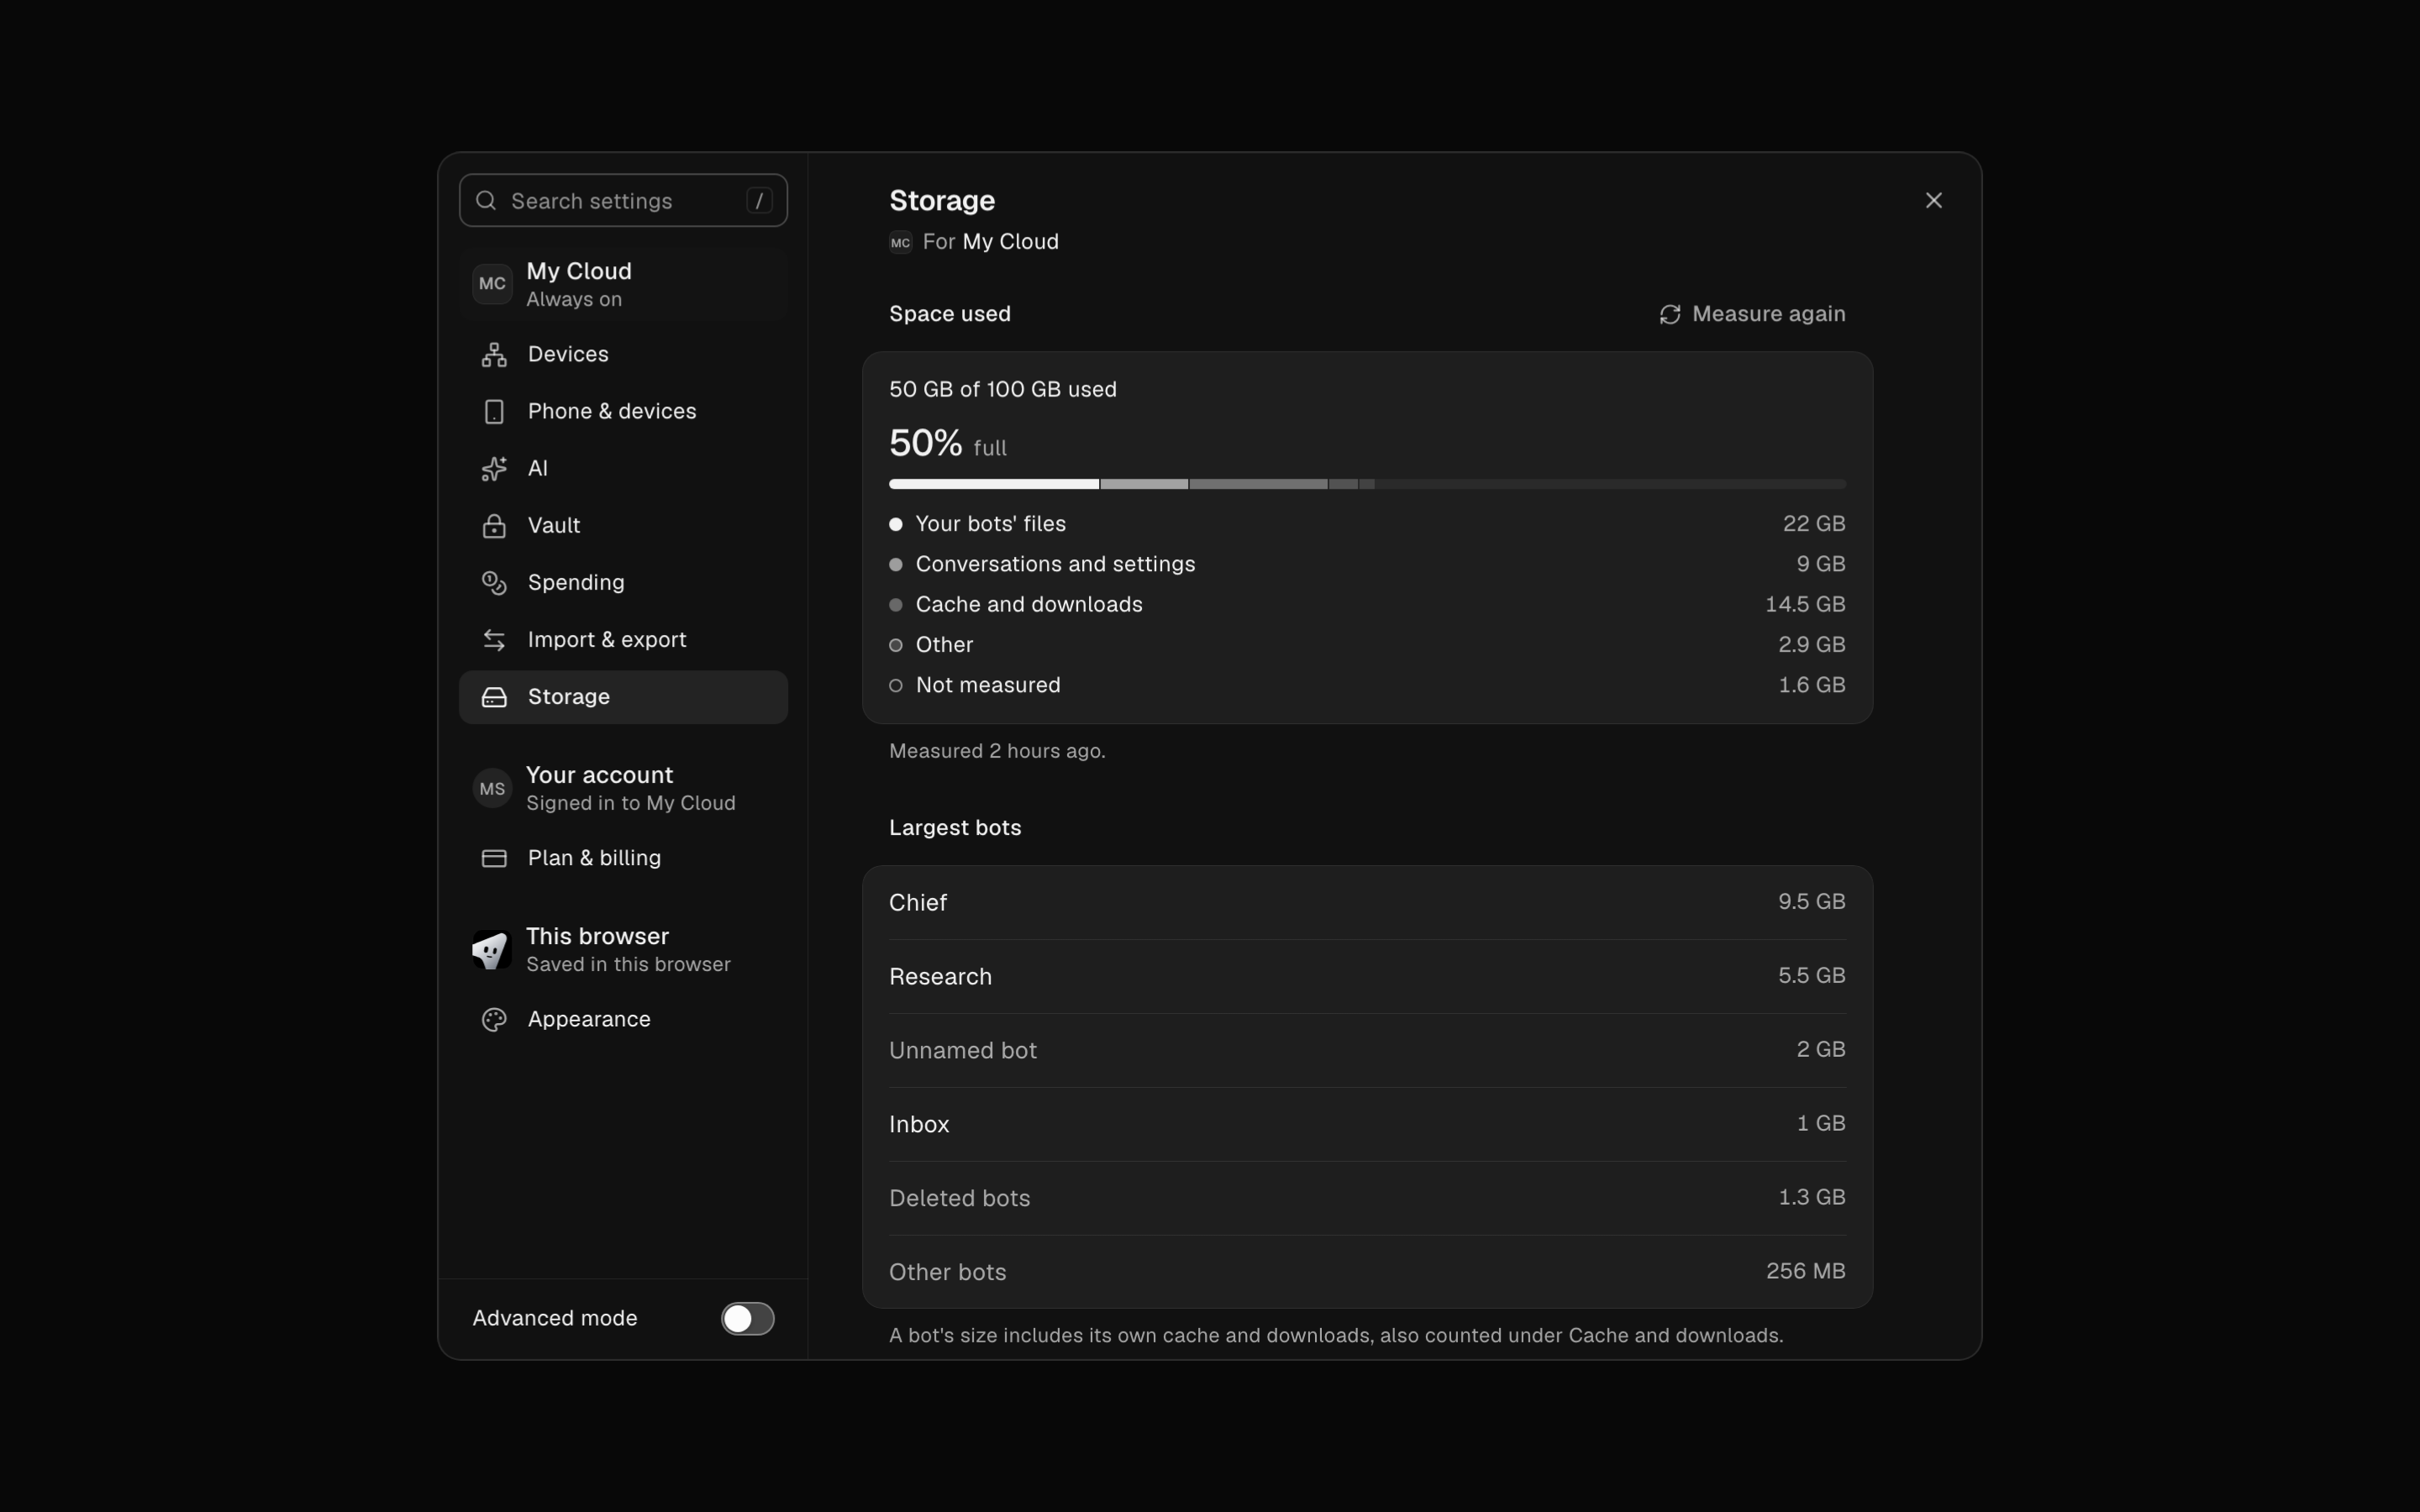 Search settings /
MC My Cloud
Always on
Devices
Phone & devices
AI
Vault
Spending
Import & export
Storage
MS Your account
Signed in to My Cloud
Plan & billing
This browser
Saved in this browser
Appearance
Advanced mode
Storage
MC For My Cloud
Space used
Measure again
50 GB of 100 GB used
50% full
Your bots' files 22 GB
Conversations and settings 9 GB
Cache and downloads 14.5 GB
Other 2.9 GB
Not measured 1.6 GB
Measured 2 hours ago.
Largest bots
Chief 9.5 GB
Research 5.5 GB
Unnamed bot 2 GB
Inbox 1 GB
Deleted bots 1.3 GB
Other bots 256 MB
A bot's size includes its own cache and downloads, also counted under Cache and downloads.